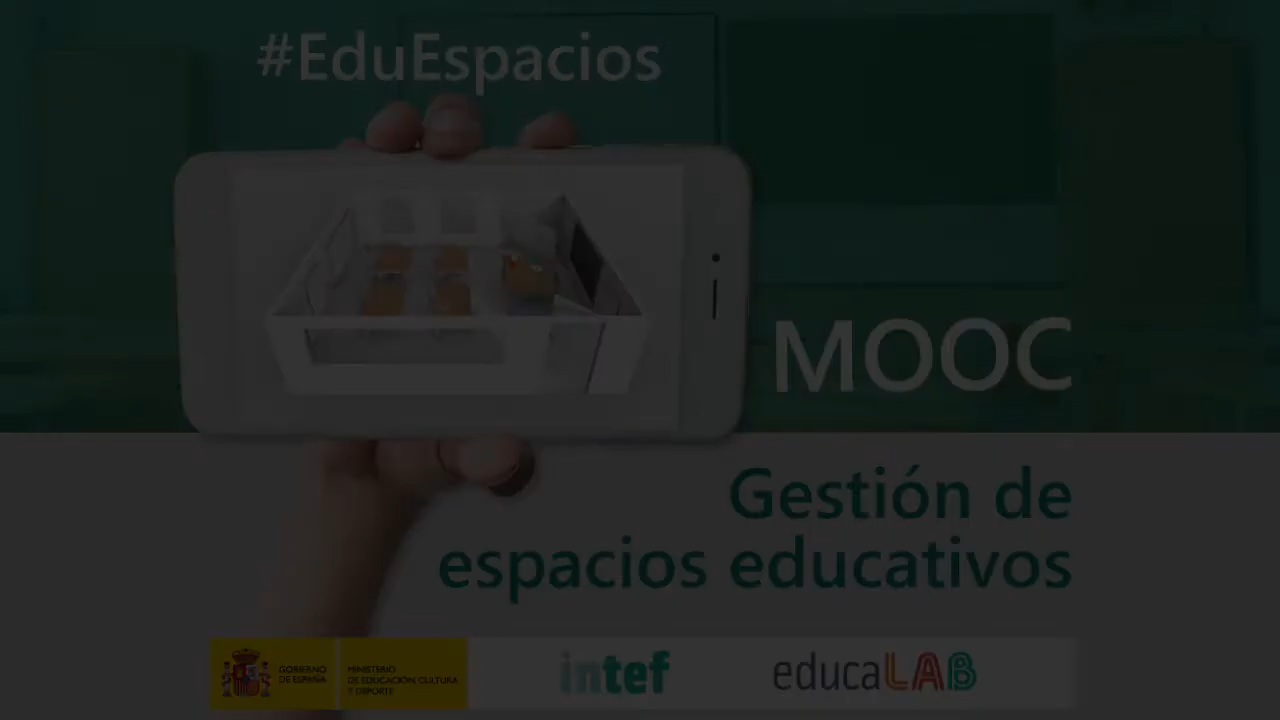 #EduEspacios
MOOC
Gestión de
espacios educativos
GOBIERNO
DE ESPAÑA
MINISTERIO
DE EDUCACIÓN, CULTURA
Y DEPORTE
intef
educaLAB